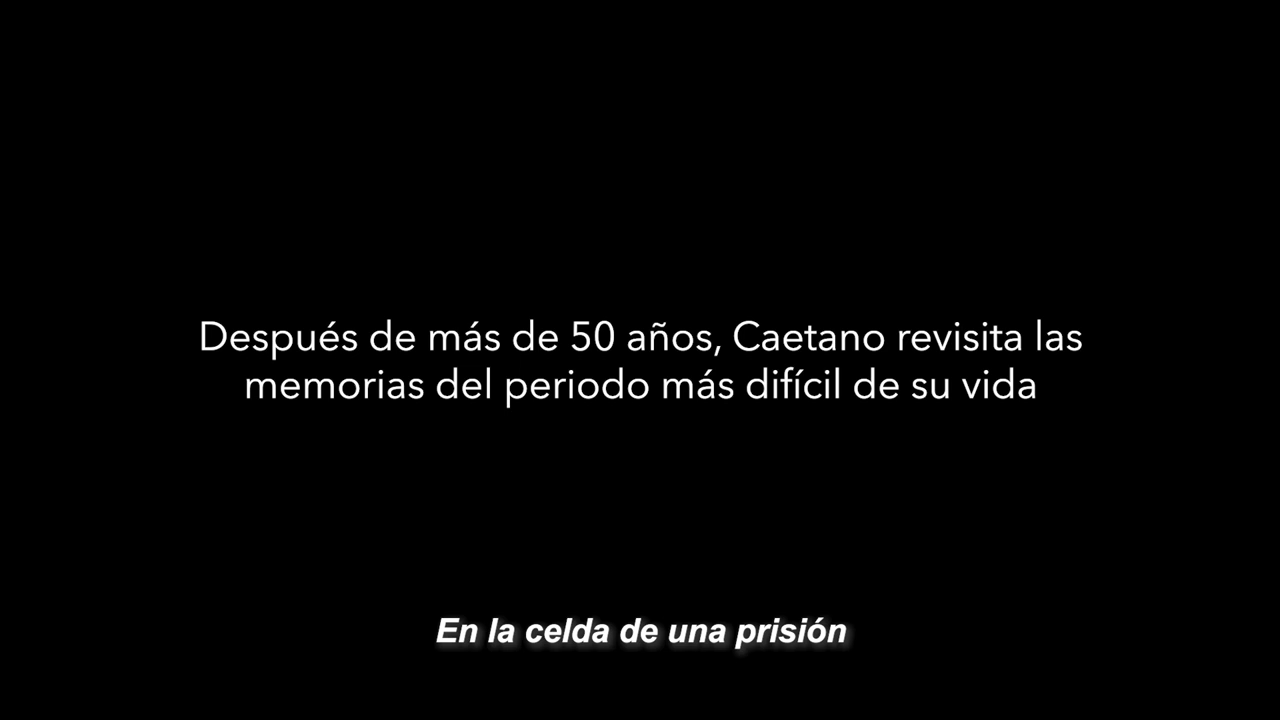 Después de más de 50 años, Caetano revisita las
memorias del periodo más difícil de su vida
En la celda de una prisión